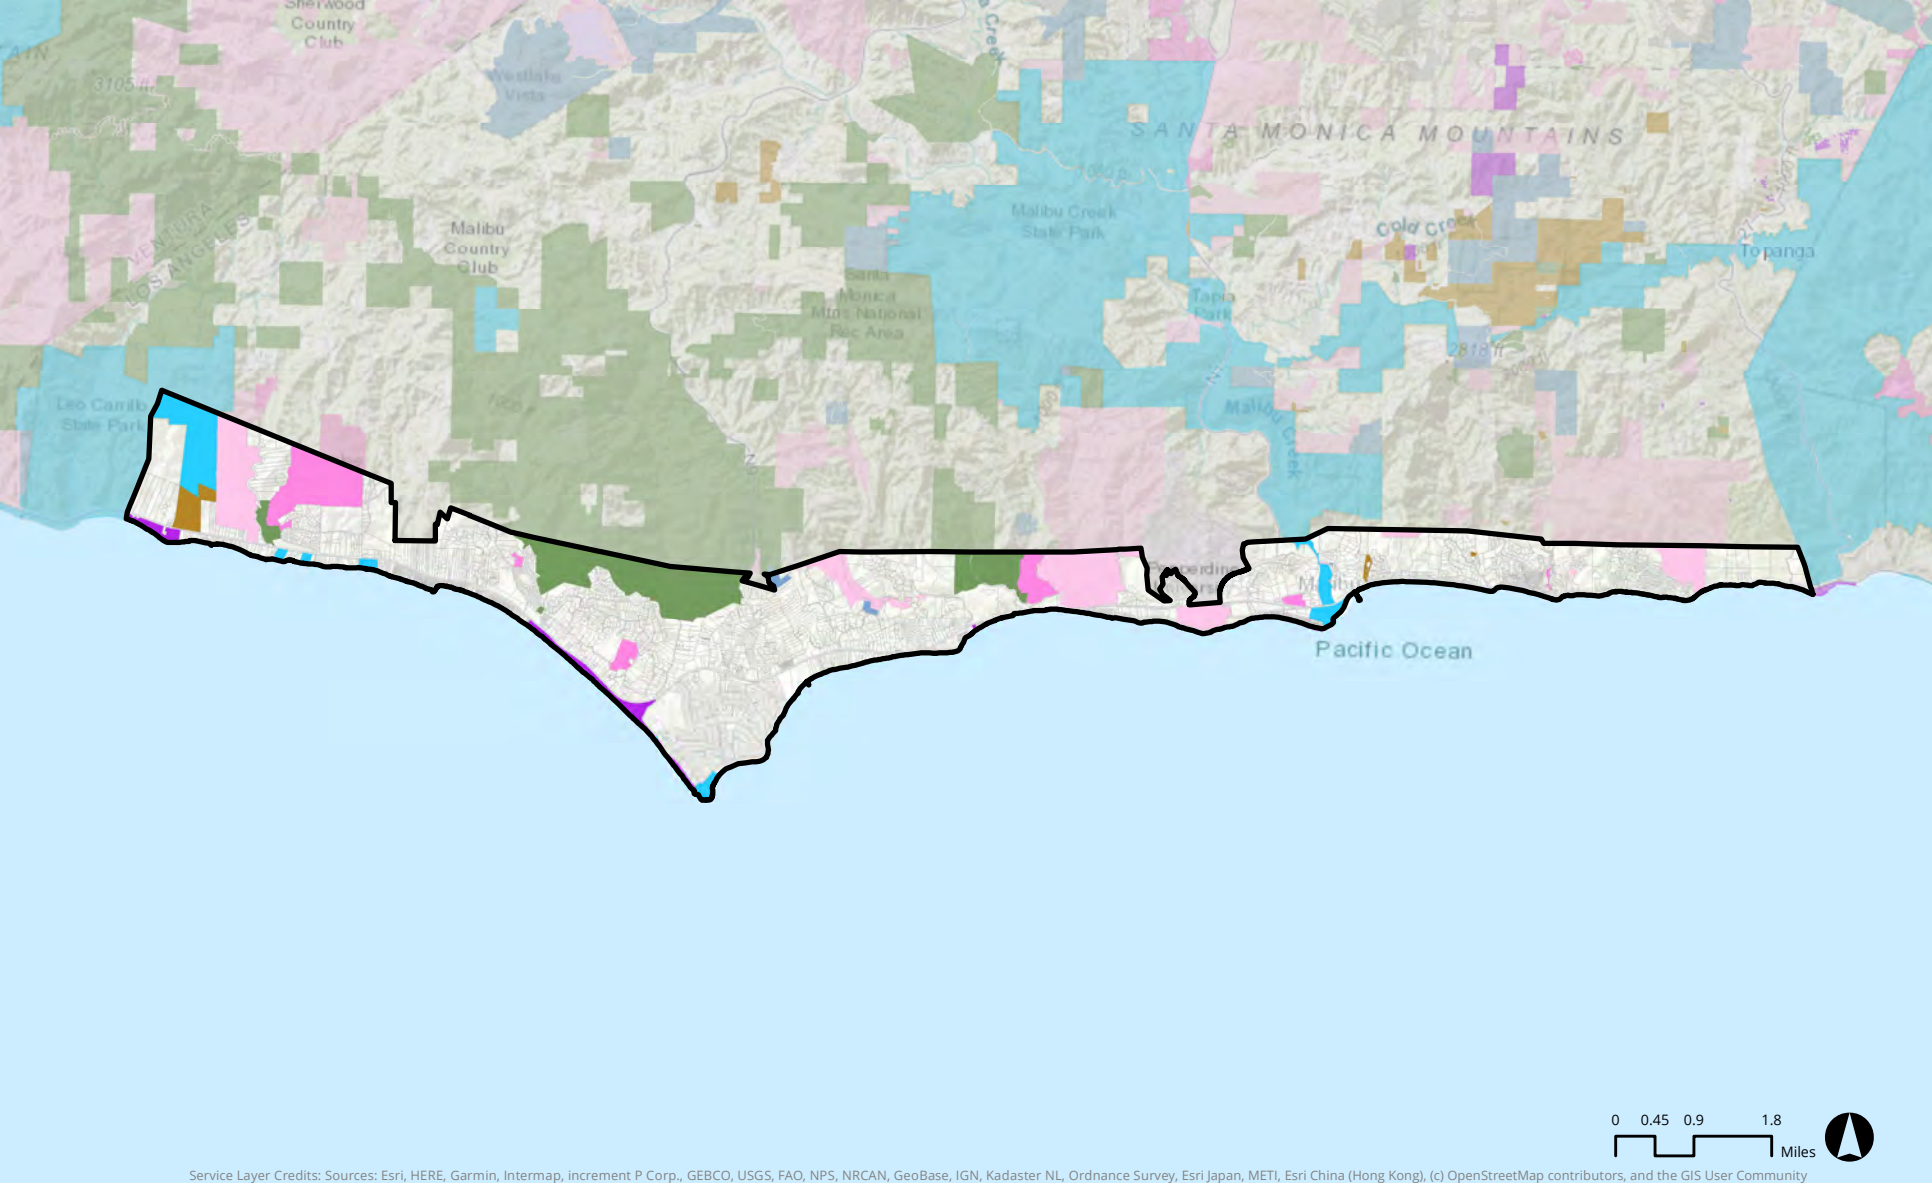 Sherwood
Country
Club
Creek
3105 ft
Westlake
Vista
SANTA MONICA MOUNTAINS
Malibu Creek
State Park
VENTURA
LOS ANGELES
Malibu
Country
Club
Cold Creek
Topanga
Santa
Monica
Mtns National
Rec Area
Tapia
Park
2818 ft
Leo Carrillo
State Park
Malibu Creek
Malibu
Pacific Ocean
0 0.45 0.9 1.8
Miles
Service Layer Credits: Sources: Esri, HERE, Garmin, Intermap, increment P Corp., GEBCO, USGS, FAO, NPS, NRCAN, GeoBase, IGN, Kadaster NL, Ordnance Survey, Esri Japan, METI, Esri China (Hong Kong), (c) OpenStreetMap contributors, and the GIS User Community